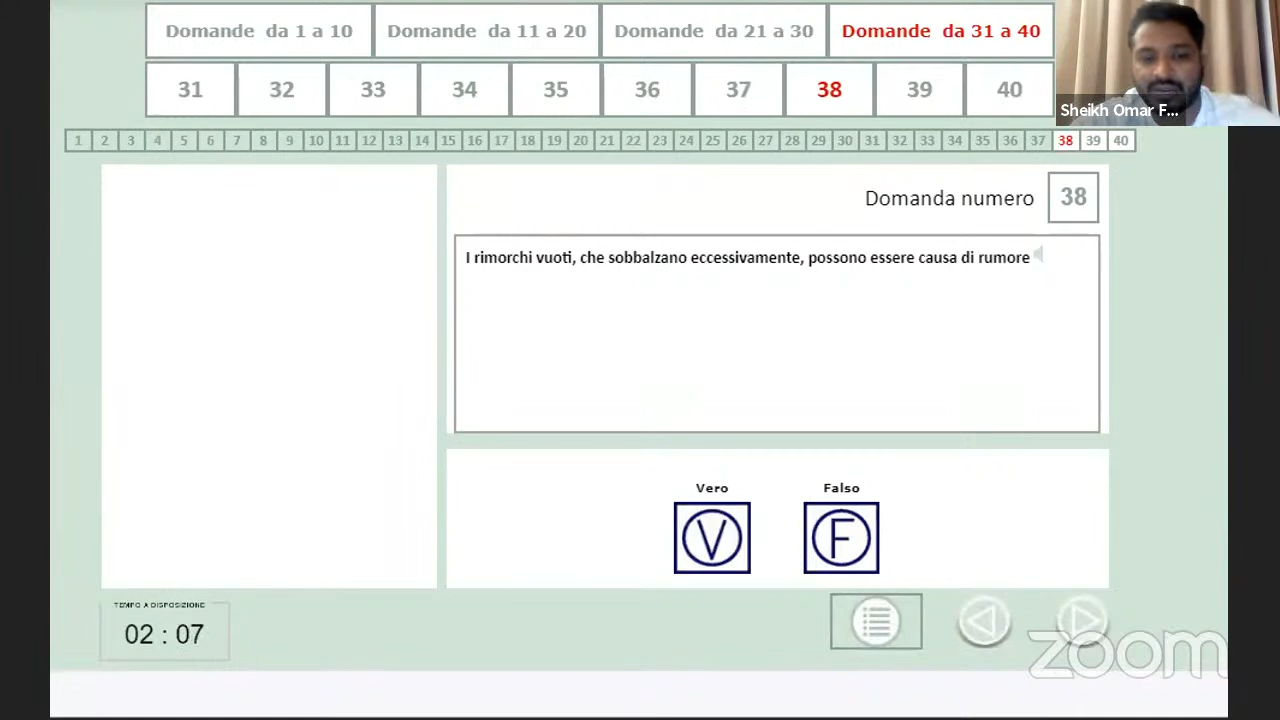 Domande da 1 a 10
Domande da 11 a 20
Domande da 21 a 30
Domande da 31 a 40
31 32 33 34 35 36 37 38 39 40
Sheikh Omar F...
1 2 3 4 5 6 7 8 9 10 11 12 13 14 15 16 17 18 19 20 21 22 23 24 25 26 27 28 29 30 31 32 33 34 35 36 37 38 39 40
Domanda numero 38
I rimorchi vuoti, che sobbalzano eccessivamente, possono essere causa di rumore
Vero Falso
V F
TEMPO A DISPOSIZIONE
02 : 07
zoom